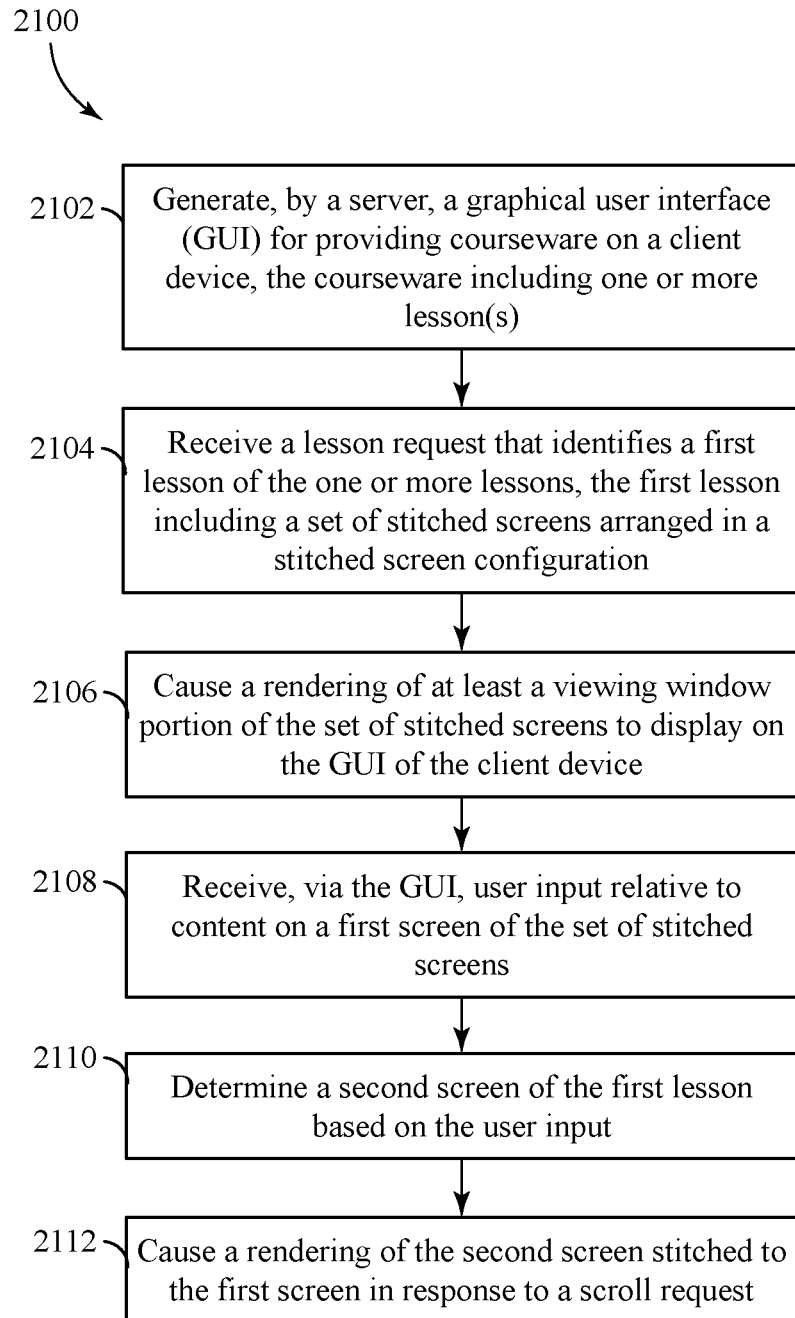 2100
2102
Generate, by a server, a graphical user interface
(GUI) for providing courseware on a client
device, the courseware including one or more
lesson(s)
2104
Receive a lesson request that identifies a first
lesson of the one or more lessons, the first lesson
including a set of stitched screens arranged in a
stitched screen configuration
2106
Cause a rendering of at least a viewing window
portion of the set of stitched screens to display on
the GUI of the client device
2108
Receive, via the GUI, user input relative to
content on a first screen of the set of stitched
screens
2110
Determine a second screen of the first lesson
based on the user input
2112
Cause a rendering of the second screen stitched to
the first screen in response to a scroll request